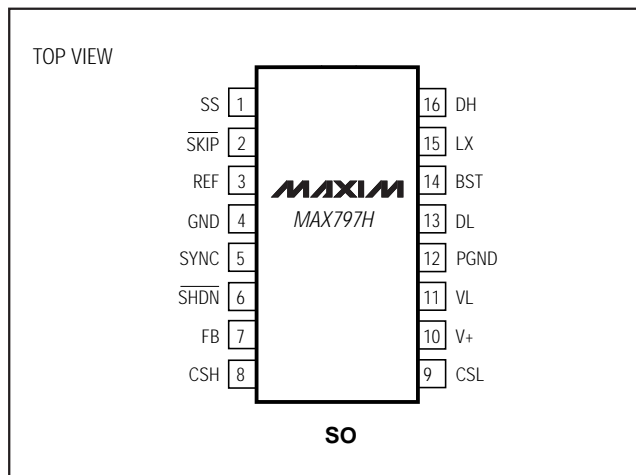 TOP VIEW
SS 1
SKIP 2
REF 3
GND 4
SYNC 5
SHDN 6
FB 7
CSH 8
MAXIM
MAX797H
16 DH
15 LX
14 BST
13 DL
12 PGND
11 VL
10 V+
9 CSL
SO